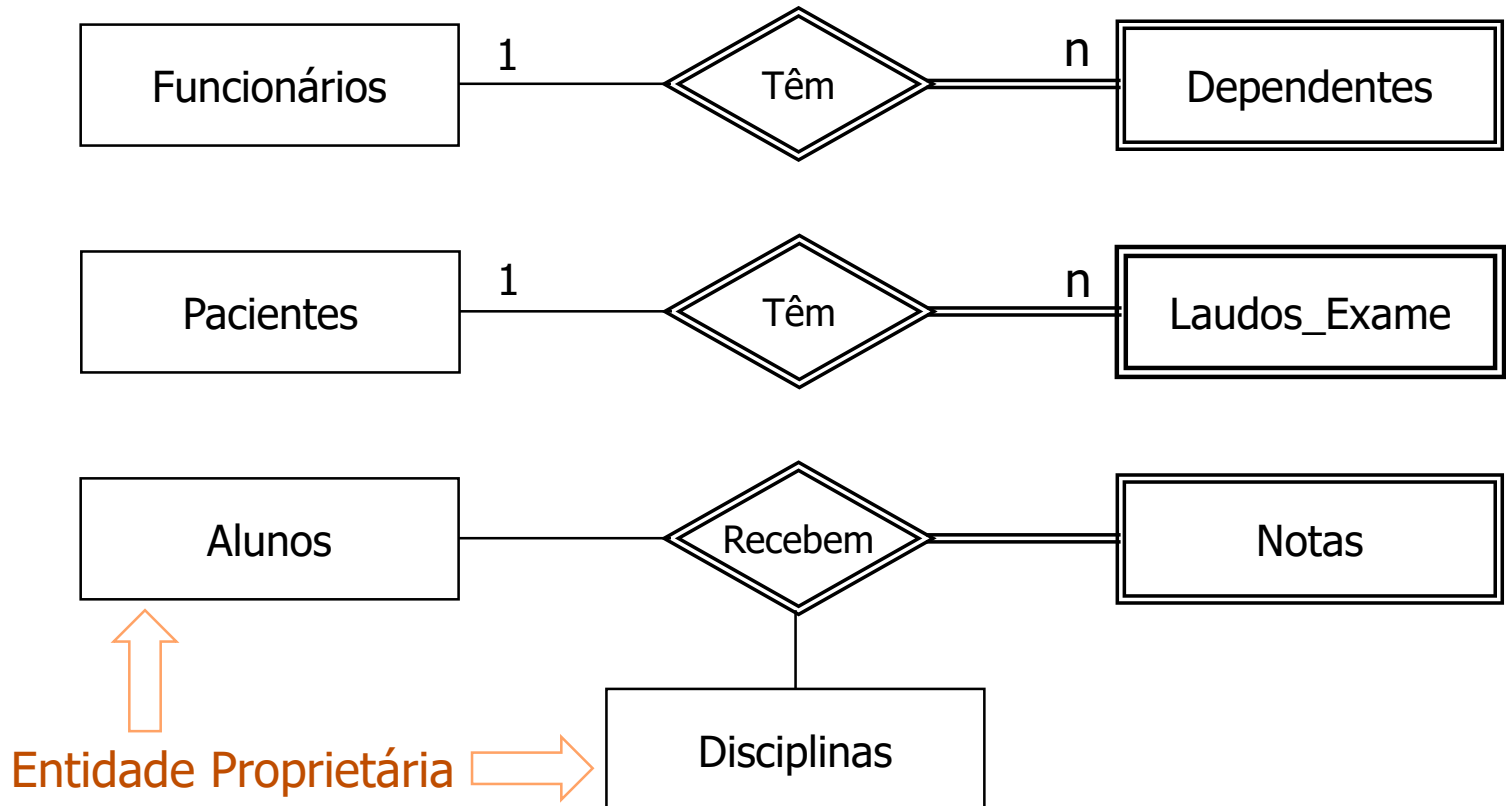 Funcionários
1
Têm
n
Dependentes
Pacientes
1
Têm
n
Laudos_Exame
Alunos
Recebem
Notas
Disciplinas
Entidade Proprietária